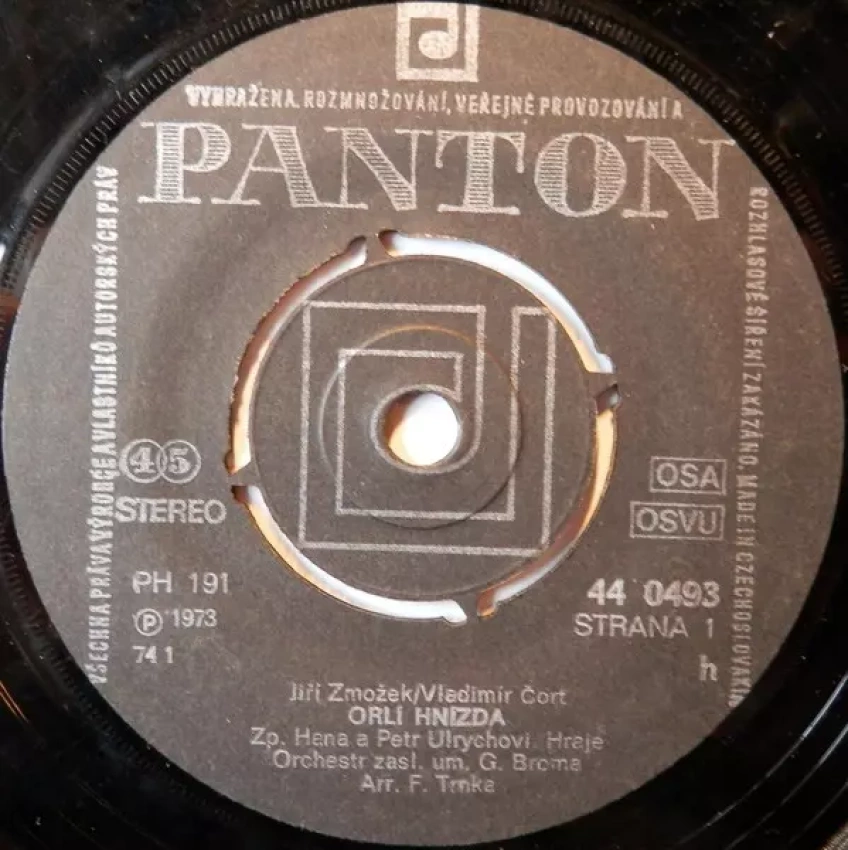 VŠECHNA PRÁVA VÝROBCE A VLASTNÍKŮ AUTORSKÝCH PRÁV
VYHRAŽENA. ROZMNOŽOVÁNÍ, VEŘEJNÉ PROVOZOVÁNÍ A
ROZHLASOVÉ ŠÍŘENÍ ZAKÁZÁNO. MADE IN CZECHOSLOVAKIA
PANTON
45
STEREO
OSA
OSVU
PH 191
Ⓟ 1973
74 1
44 0493
STRANA 1
h
Jiří Zmožek/Vladimír Čort
ORLÍ HNÍZDA
Zp. Hana a Petr Ulrychovi. Hraje
Orchestr zasl. um. G. Broma
Arr. F. Trnka